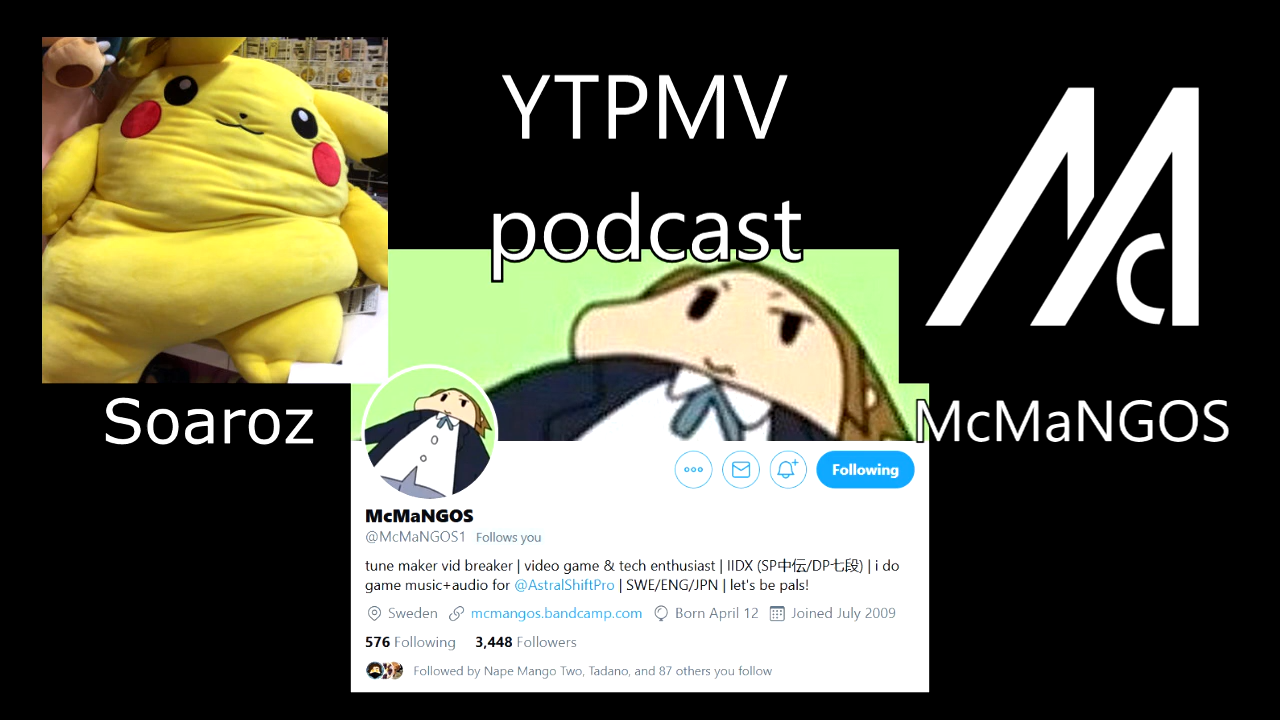 YTPMV
podcast
Mc
Soaroz
McMaNGOS
Following
McMaNGOS
@McMaNGOS1 Follows you
tune maker vid breaker | video game & tech enthusiast | IIDX (SP中伝/DP七段) | i do
game music+audio for @AstralShiftPro | SWE/ENG/JPN | let's be pals!
Sweden mcmangos.bandcamp.com Born April 12 Joined July 2009
576 Following 3,448 Followers
Followed by Nape Mango Two, Tadano, and 87 others you follow